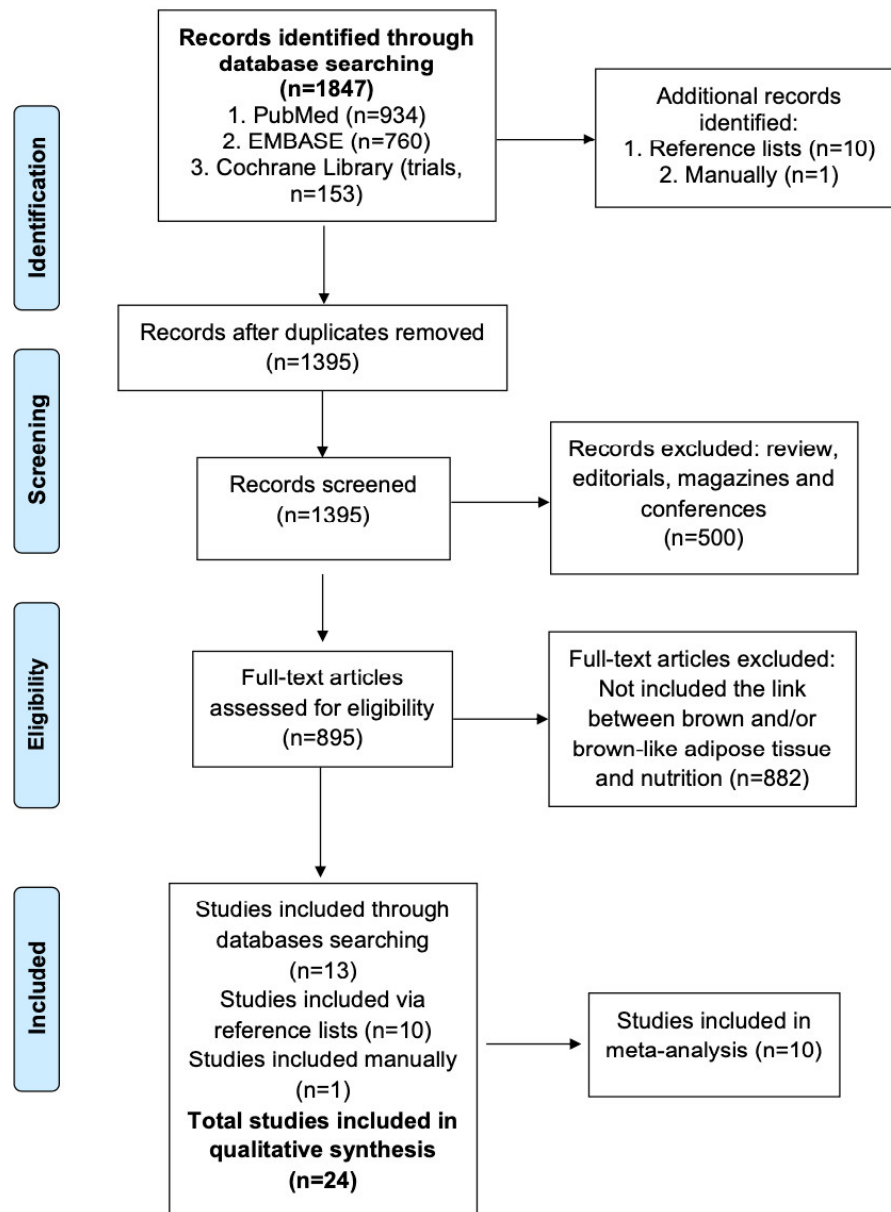 Records identified through
database searching
(n=1847)
1. PubMed (n=934)
2. EMBASE (n=760)
3. Cochrane Library (trials,
n=153)
Additional records
identified:
1. Reference lists (n=10)
2. Manually (n=1)
Identification
Records after duplicates removed
(n=1395)
Screening
Records screened
(n=1395)
Records excluded: review,
editorials, magazines and
conferences
(n=500)
Eligibility
Full-text articles
assessed for eligibility
(n=895)
Full-text articles excluded:
Not included the link
between brown and/or
brown-like adipose tissue
and nutrition (n=882)
Included
Studies included through
databases searching
(n=13)
Studies included via
reference lists (n=10)
Studies included manually
(n=1)
Total studies included in
qualitative synthesis
(n=24)
Studies included in
meta-analysis (n=10)